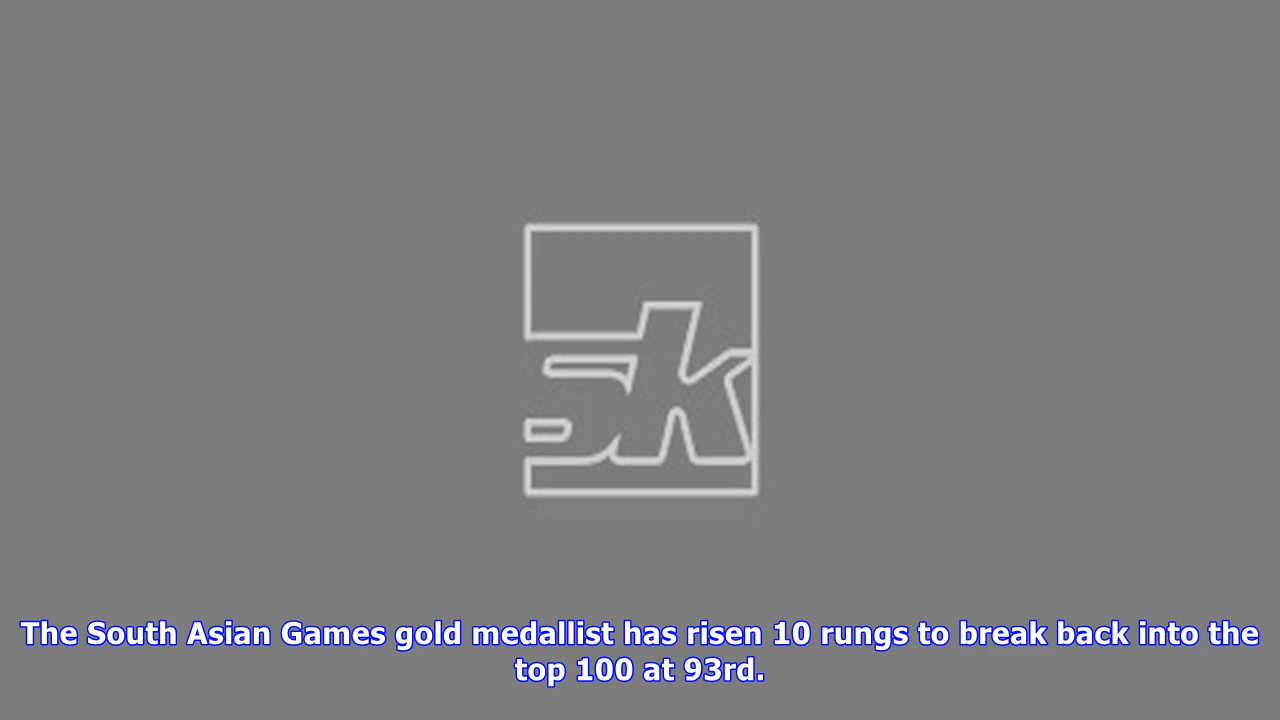 sk
The South Asian Games gold medallist has risen 10 rungs to break back into the
top 100 at 93rd.